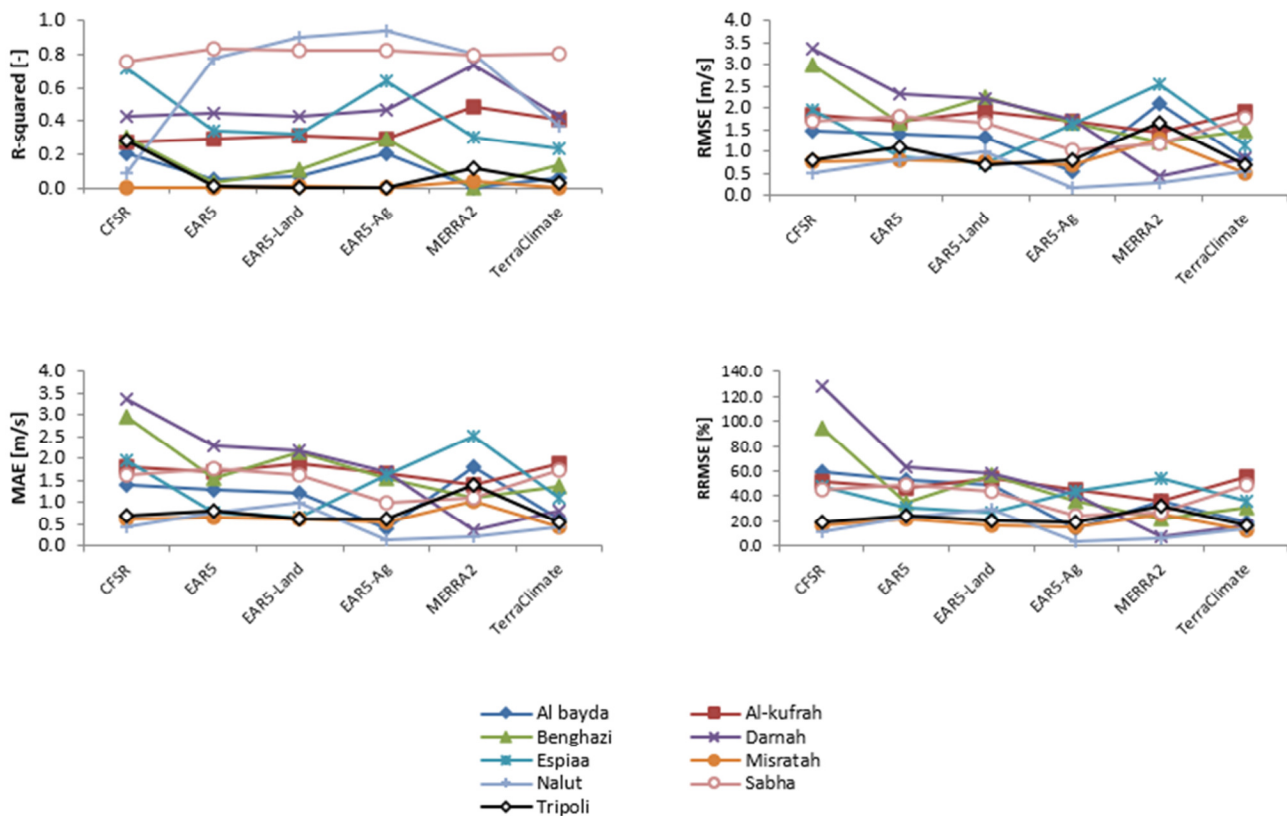 R-squared [-]
1.0
0.8
0.6
0.4
0.2
0.0
CFSR
EAR5
EAR5-Land
EAR5-Ag
MERRA2
TerraClimate
RMSE [m/s]
4.0
3.5
3.0
2.5
2.0
1.5
1.0
0.5
0.0
CFSR
EAR5
EAR5-Land
EAR5-Ag
MERRA2
TerraClimate
MAE [m/s]
4.0
3.5
3.0
2.5
2.0
1.5
1.0
0.5
0.0
CFSR
EAR5
EAR5-Land
EAR5-Ag
MERRA2
TerraClimate
RRMSE [%]
140.0
120.0
100.0
80.0
60.0
40.0
20.0
0.0
CFSR
EAR5
EAR5-Land
EAR5-Ag
MERRA2
TerraClimate
Al bayda
Al-kufrah
Benghazi
Darnah
Espiaa
Misratah
Nalut
Sabha
Tripoli